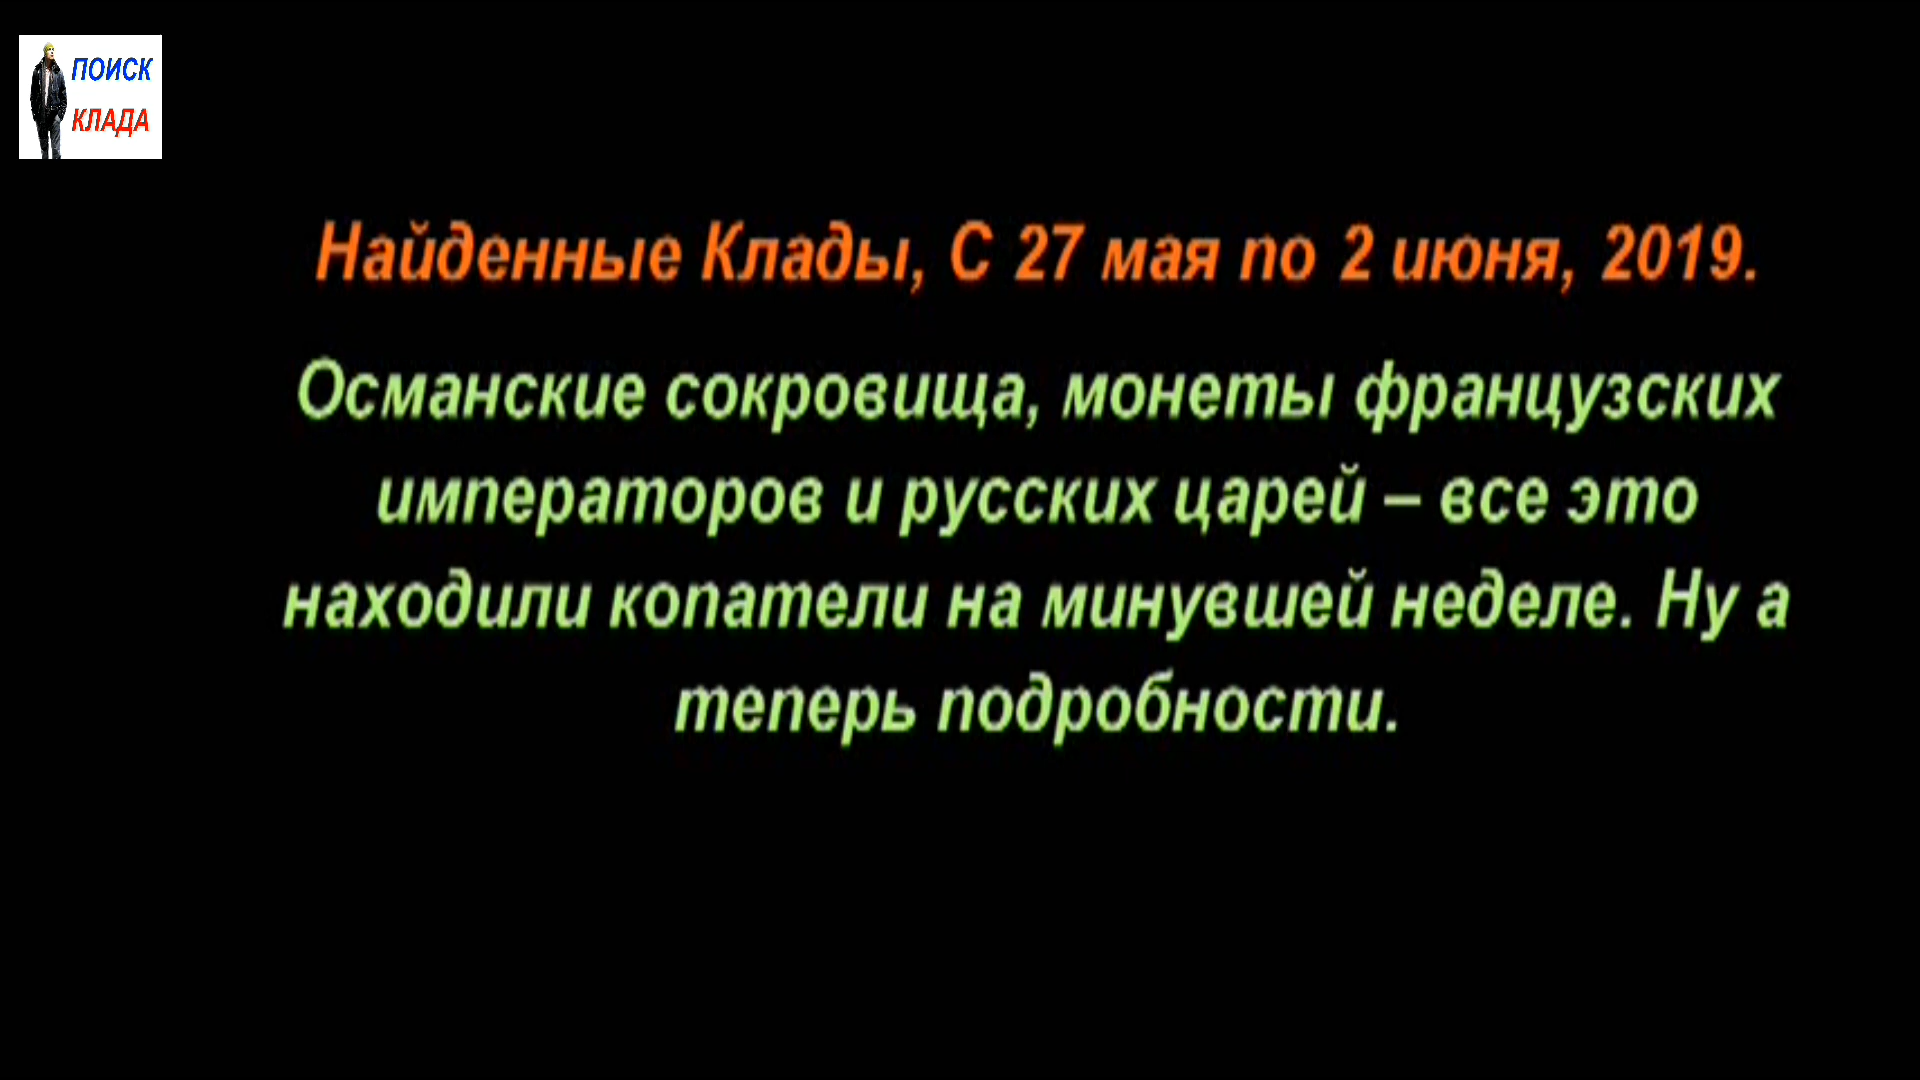 ПОИСК
КЛАДА
Найденные Клады, С 27 мая по 2 июня, 2019.
Османские сокровища, монеты французских
императоров и русских царей – все это
находили копатели на минувшей неделе. Ну а
теперь подробности.